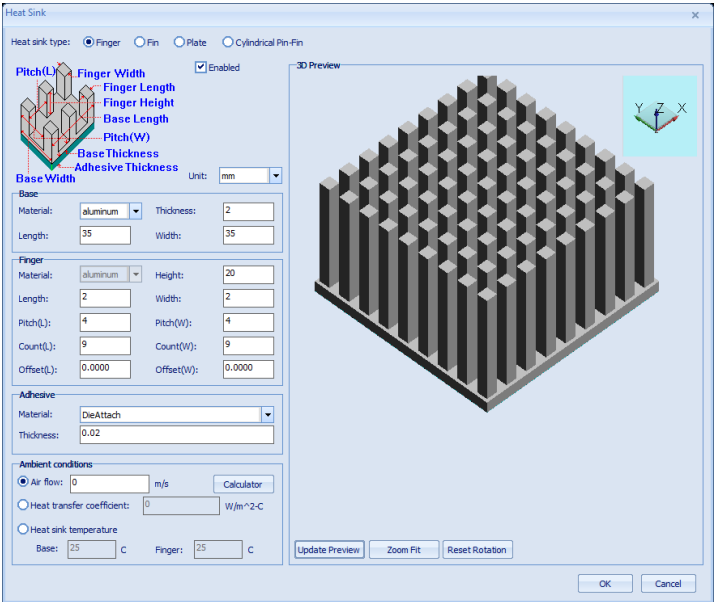 Heat Sink
Heat sink type: Finger Fin Plate Cylindrical Pin-Fin
Pitch(L) Finger Width
Finger Length
Finger Height
Base Length
Pitch(W)
Base Thickness
Adhesive Thickness
Base Width
Enabled
Unit: mm
Base
Material: aluminum Thickness: 2
Length: 35 Width: 35
Finger
Material: aluminum Height: 20
Length: 2 Width: 2
Pitch(L): 4 Pitch(W): 4
Count(L): 9 Count(W): 9
Offset(L): 0.0000 Offset(W): 0.0000
Adhesive
Material: DieAttach
Thickness: 0.02
Ambient conditions
Air flow: 0 m/s Calculator
Heat transfer coefficient: 0 W/m^2-C
Heat sink temperature
Base: 25 C Finger: 25 C
3D Preview
Y Z X
Update Preview Zoom Fit Reset Rotation
OK Cancel